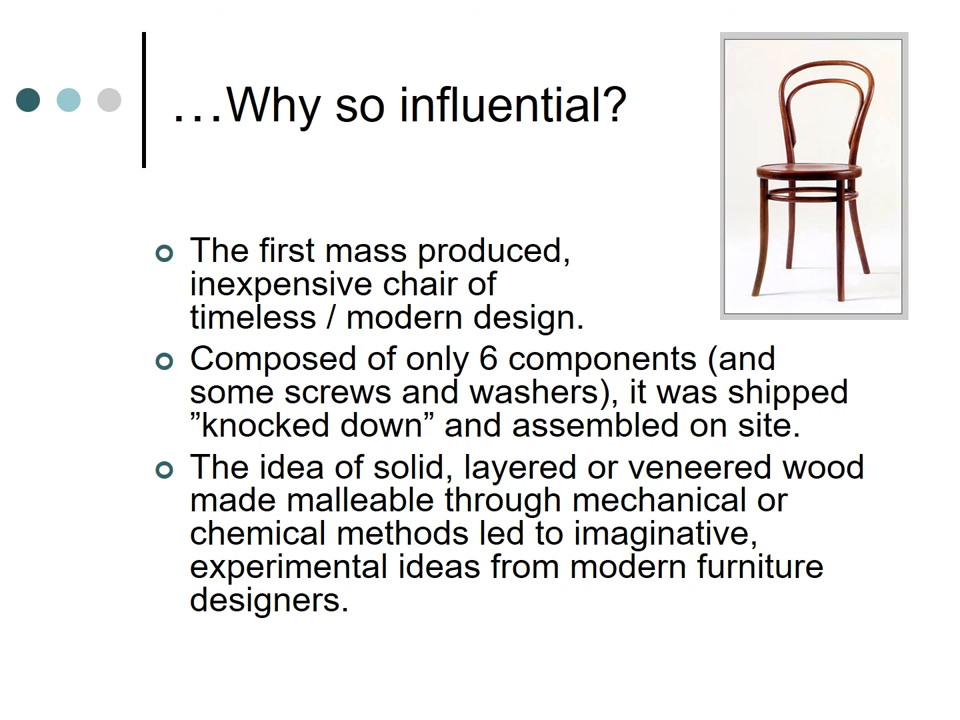 …Why so influential?
The first mass produced,
inexpensive chair of
timeless / modern design.
Composed of only 6 components (and
some screws and washers), it was shipped
”knocked down” and assembled on site.
The idea of solid, layered or veneered wood
made malleable through mechanical or
chemical methods led to imaginative,
experimental ideas from modern furniture
designers.